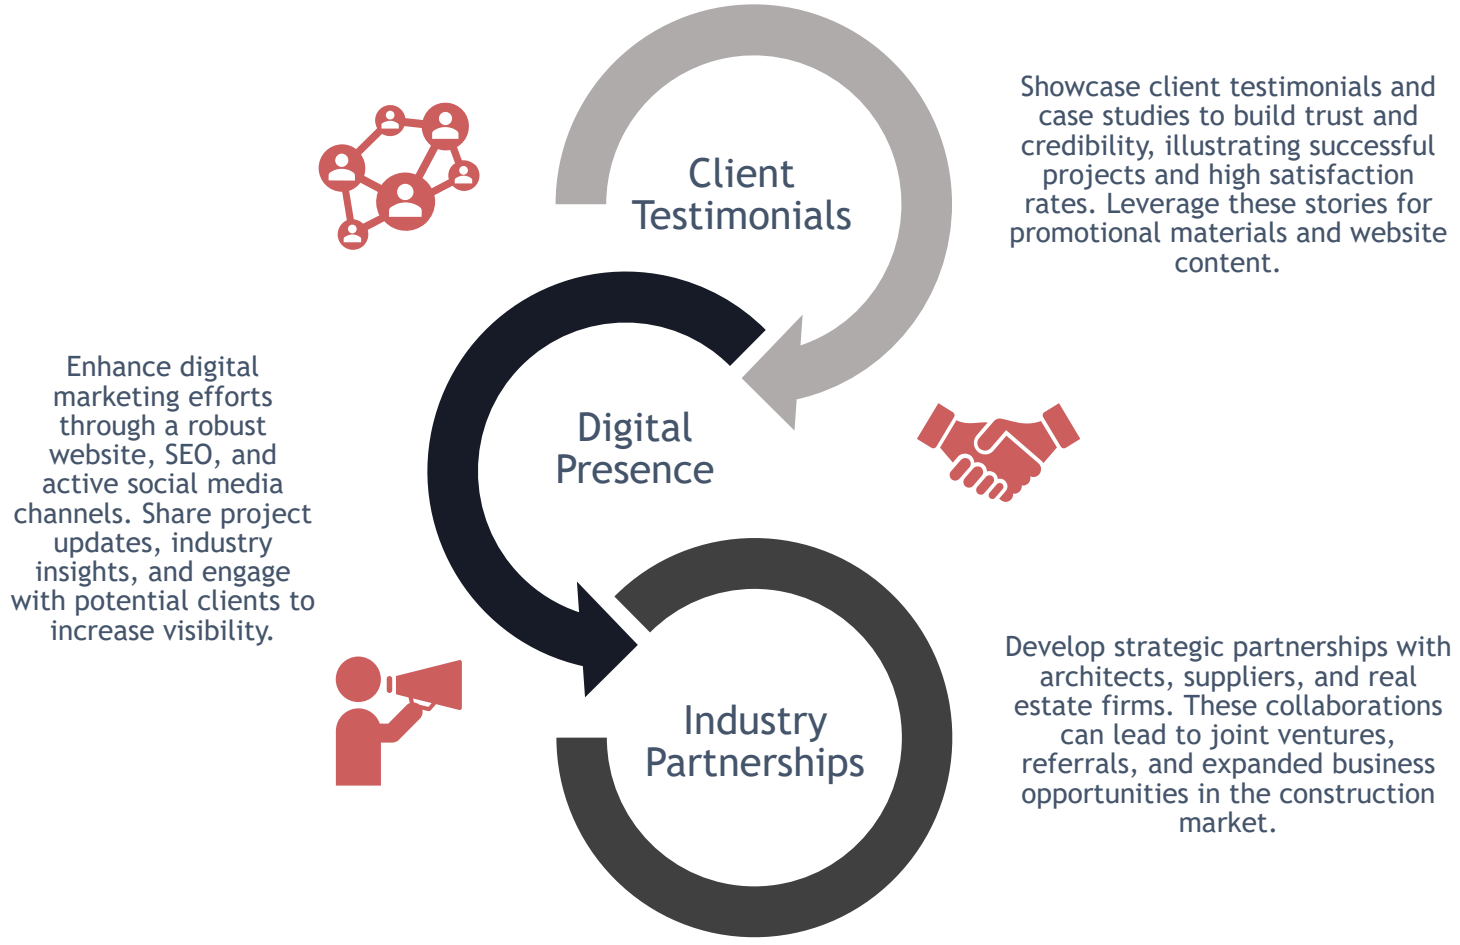 Client
Testimonials
Showcase client testimonials and
case studies to build trust and
credibility, illustrating successful
projects and high satisfaction
rates. Leverage these stories for
promotional materials and website
content.
Digital
Presence
Enhance digital
marketing efforts
through a robust
website, SEO, and
active social media
channels. Share project
updates, industry
insights, and engage
with potential clients to
increase visibility.
Industry
Partnerships
Develop strategic partnerships with
architects, suppliers, and real
estate firms. These collaborations
can lead to joint ventures,
referrals, and expanded business
opportunities in the construction
market.